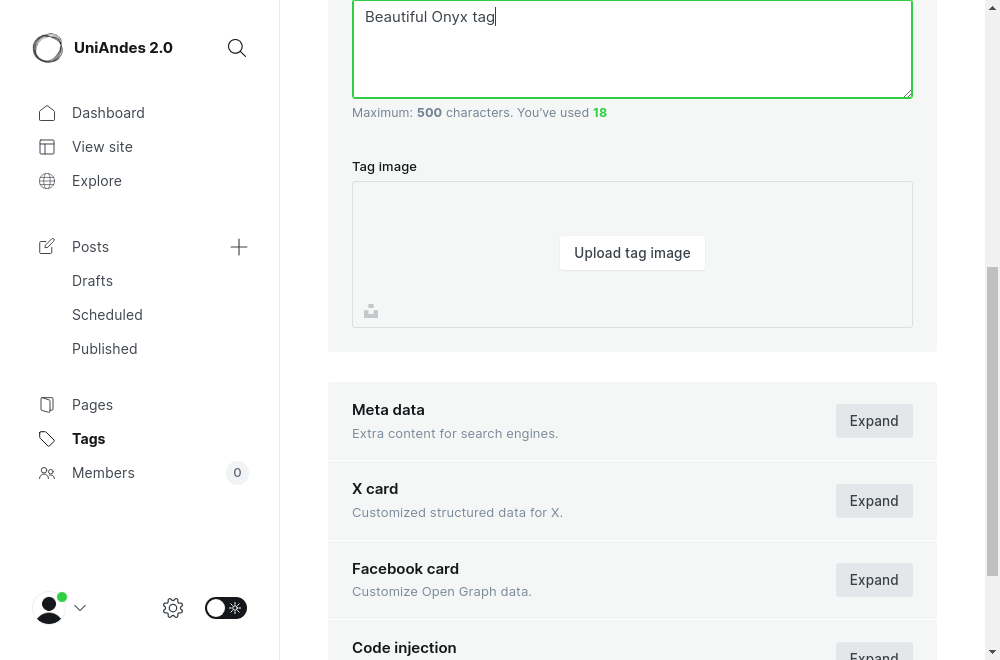 UniAndes 2.0
Dashboard
View site
Explore
Posts
Drafts
Scheduled
Published
Pages
Tags
Members
0
Beautiful Onyx tag
Maximum: 500 characters. You’ve used 18
Tag image
Upload tag image
Meta data
Extra content for search engines.
Expand
X card
Customized structured data for X.
Expand
Facebook card
Customize Open Graph data.
Expand
Code injection
Expand